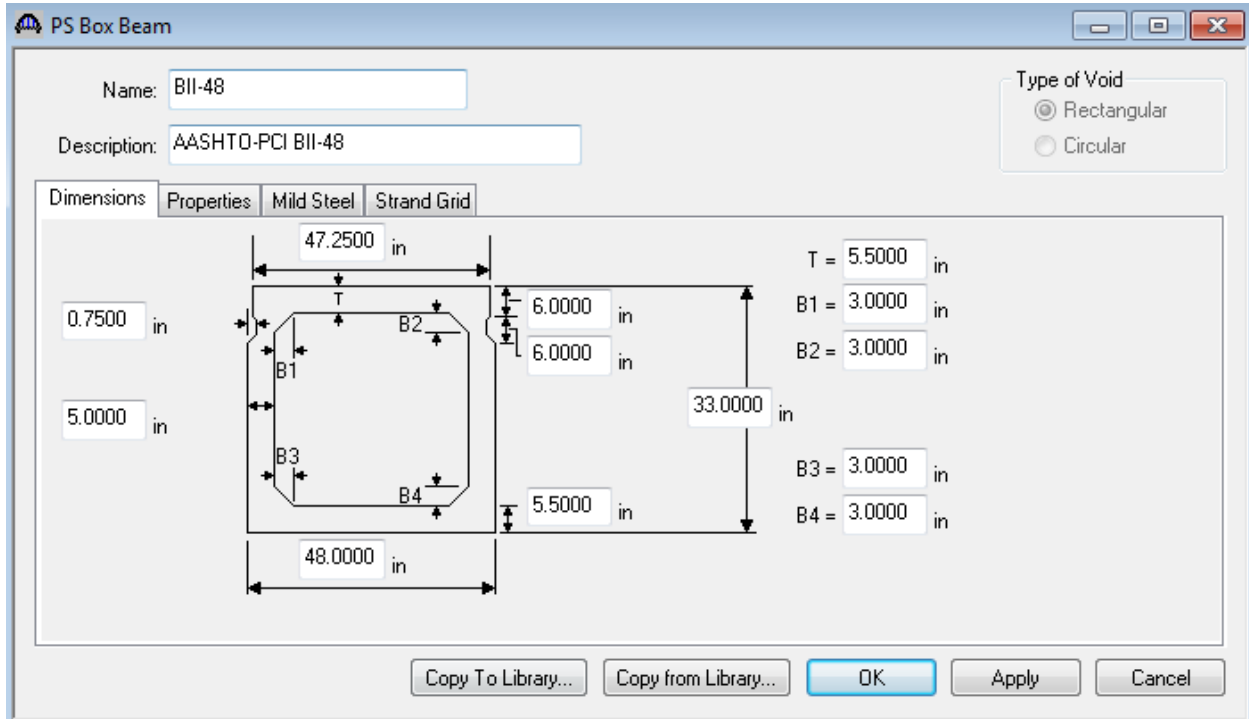 PS Box Beam
Name: BII-48
Description: AASHTO-PCI BII-48
Type of Void
Rectangular
Circular
Dimensions Properties Mild Steel Strand Grid
47.2500 in
T = 5.5000 in
T
0.7500 in
B2
6.0000 in
B1 = 3.0000 in
6.0000 in
B2 = 3.0000 in
B1
5.0000 in
33.0000 in
B3
B3 = 3.0000 in
B4
5.5000 in
B4 = 3.0000 in
48.0000 in
Copy To Library... Copy from Library... OK Apply Cancel